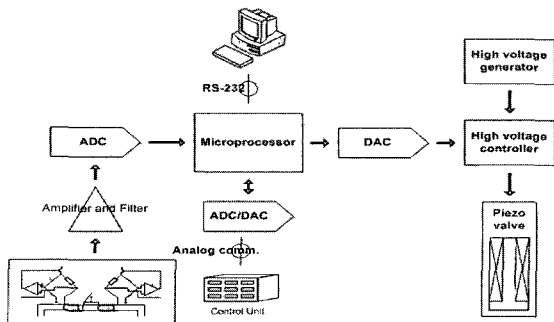 RS-232
High voltage
generator
ADC
Microprocessor
DAC
High voltage
controller
Amplifier and Filter
ADC/DAC
Piezo
valve
Analog comm.
Control Unit